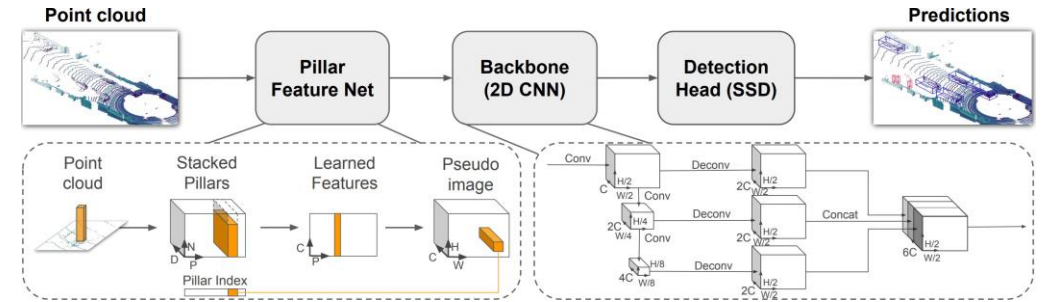 Point cloud
Predictions
Pillar
Feature Net
Backbone
(2D CNN)
Detection
Head (SSD)
Point
cloud
Stacked
Pillars
Learned
Features
Pseudo
image
D
N
P
C
P
C
H
W
Pillar Index
Conv
C
H/2
W/2
Deconv
2C
H/2
W/2
Conv
2C
H/4
W/4
Deconv
2C
H/2
W/2
Concat
6C
H/2
W/2
Conv
4C
H/8
W/8
Deconv
2C
H/2
W/2